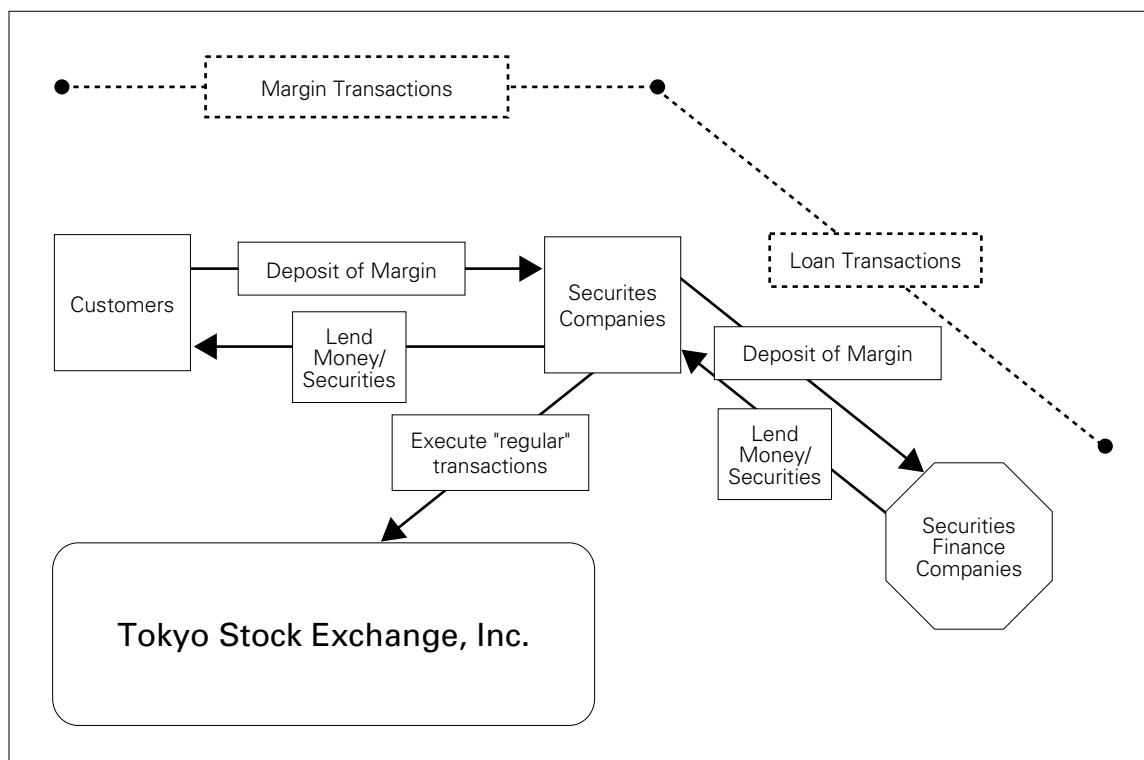 Margin Transactions
Loan Transactions
Customers
Deposit of Margin
Securites
Companies
Lend
Money/
Securities
Deposit of Margin
Execute "regular"
transactions
Lend
Money/
Securities
Securities
Finance
Companies
Tokyo Stock Exchange, Inc.